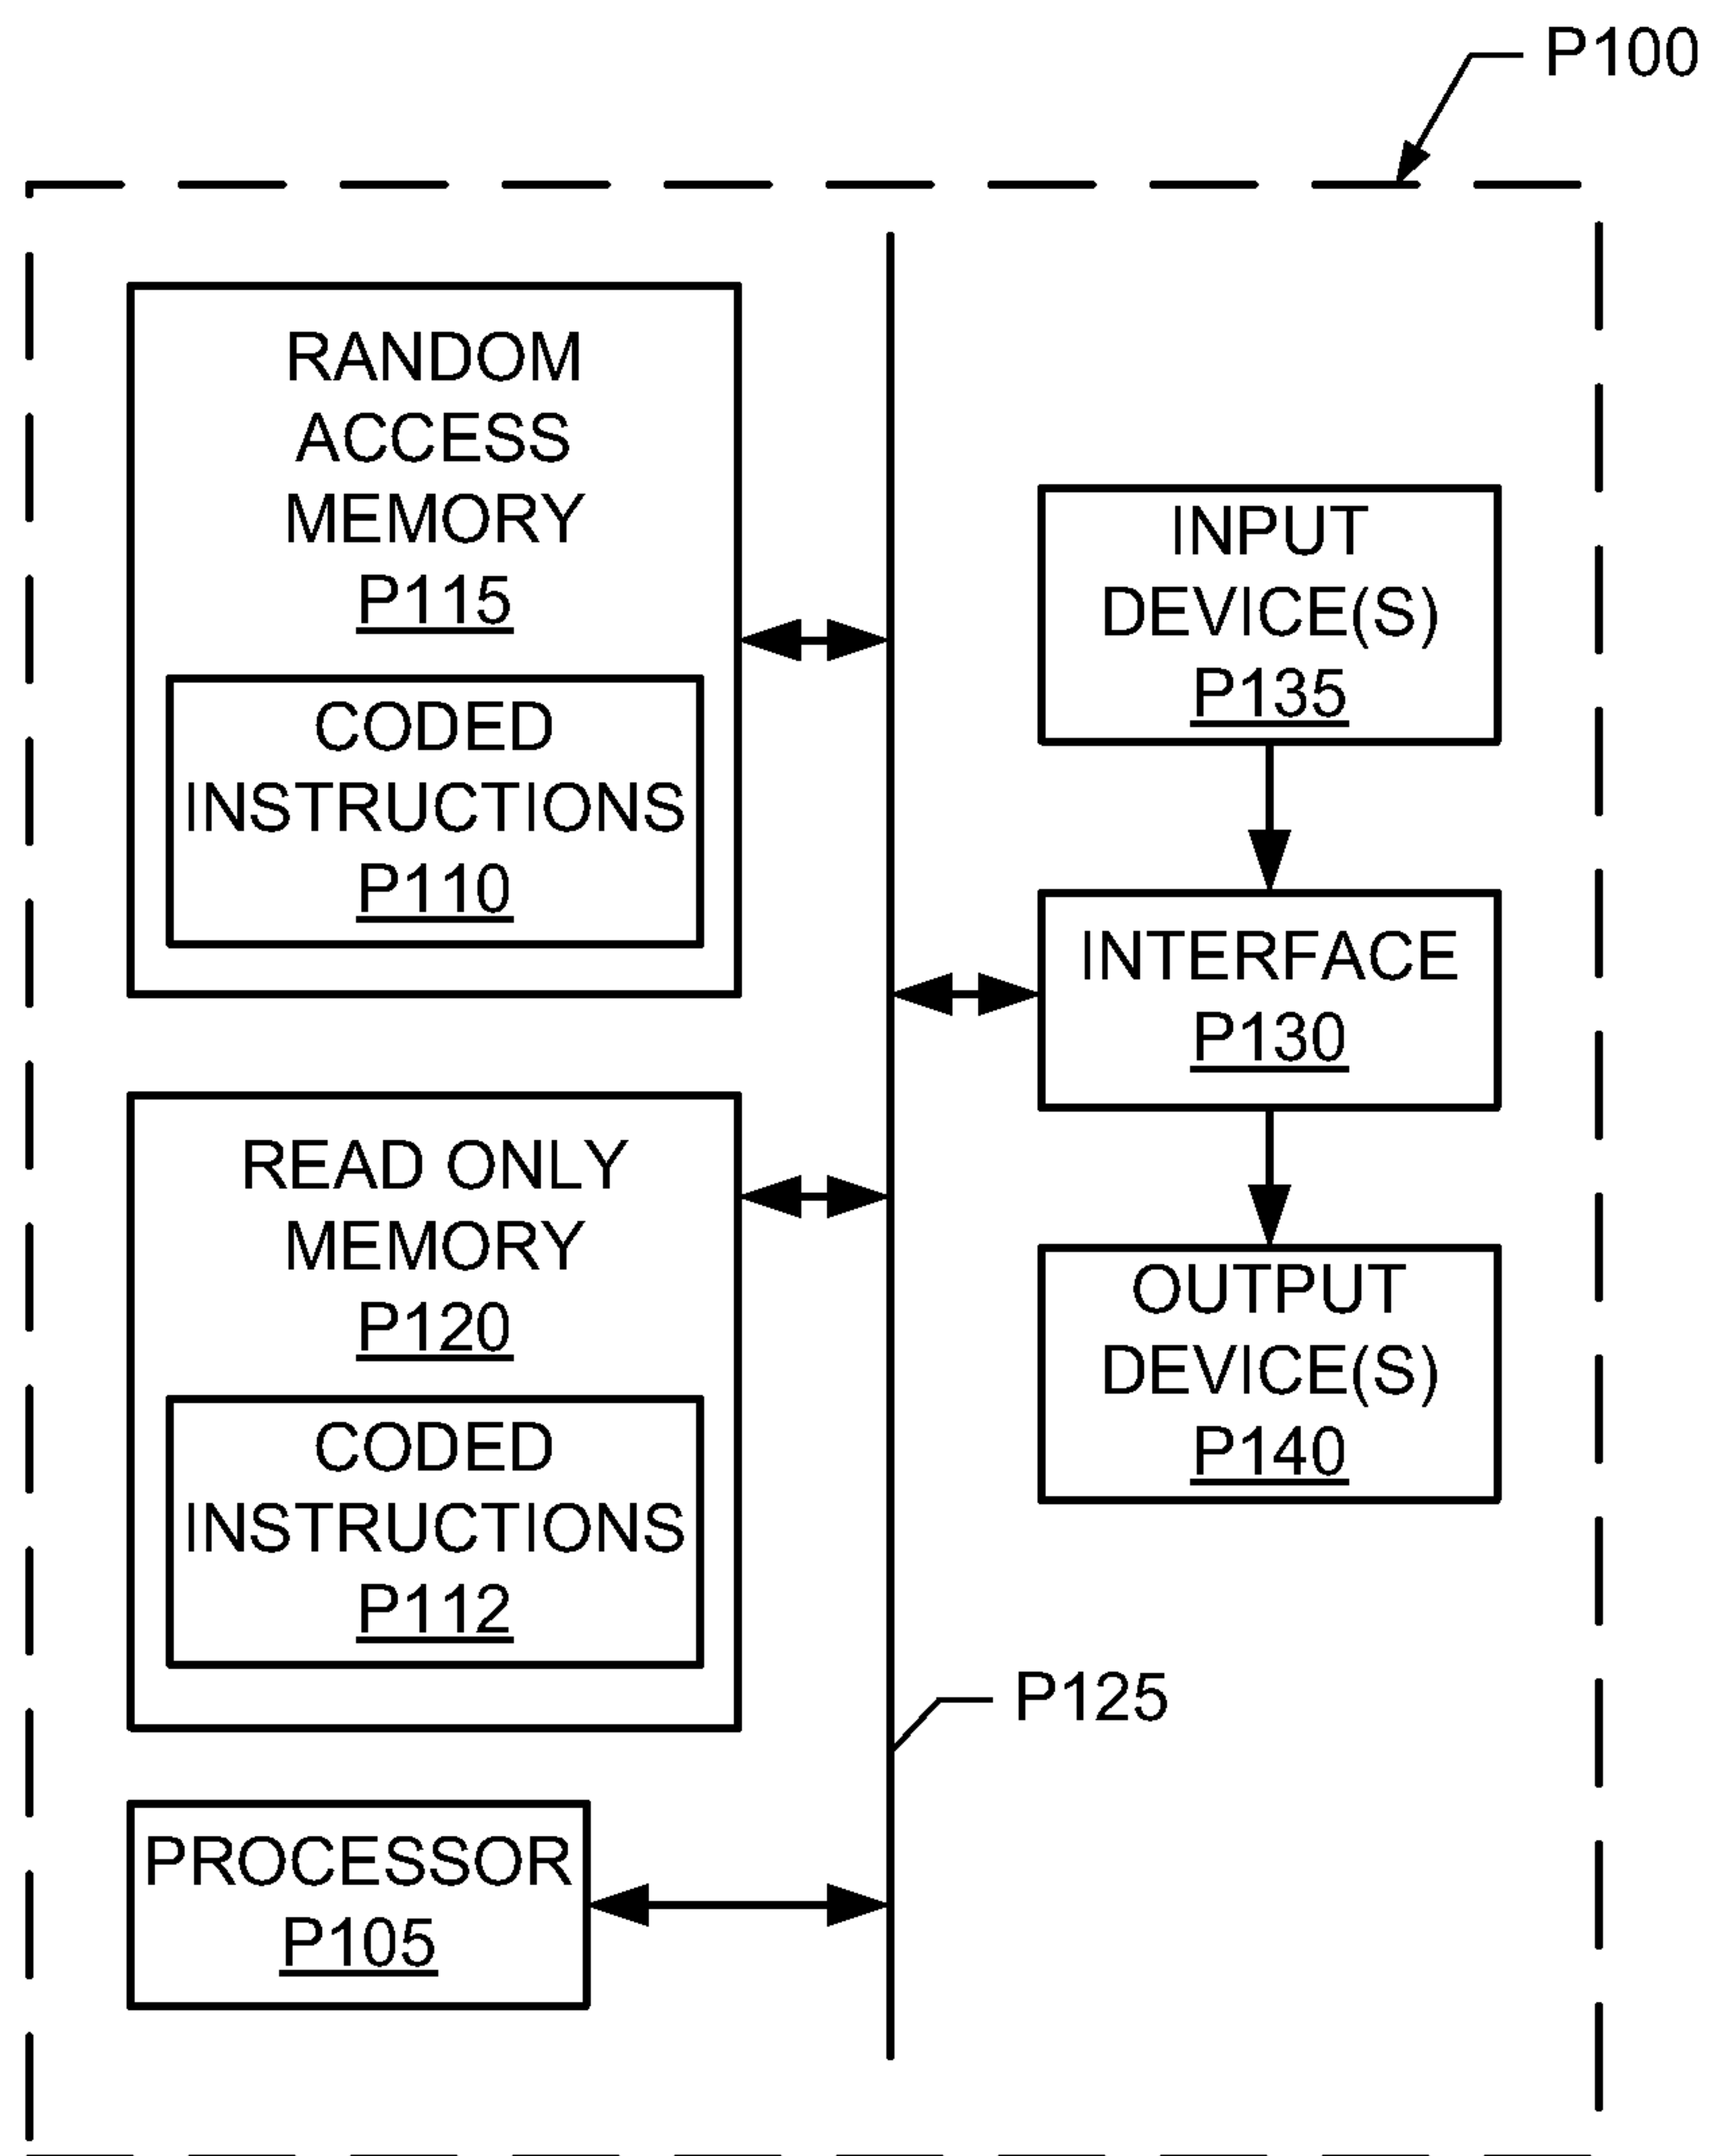 P100
RANDOM
ACCESS
MEMORY
P115
CODED
INSTRUCTIONS
P110
READ ONLY
MEMORY
P120
CODED
INSTRUCTIONS
P112
PROCESSOR
P105
INPUT
DEVICE(S)
P135
INTERFACE
P130
OUTPUT
DEVICE(S)
P140
P125